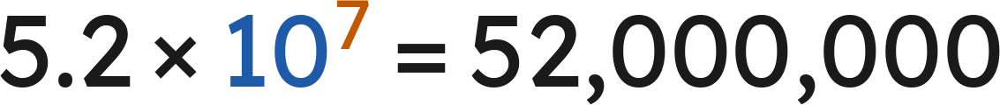 5.2 × 10⁷ = 52,000,000